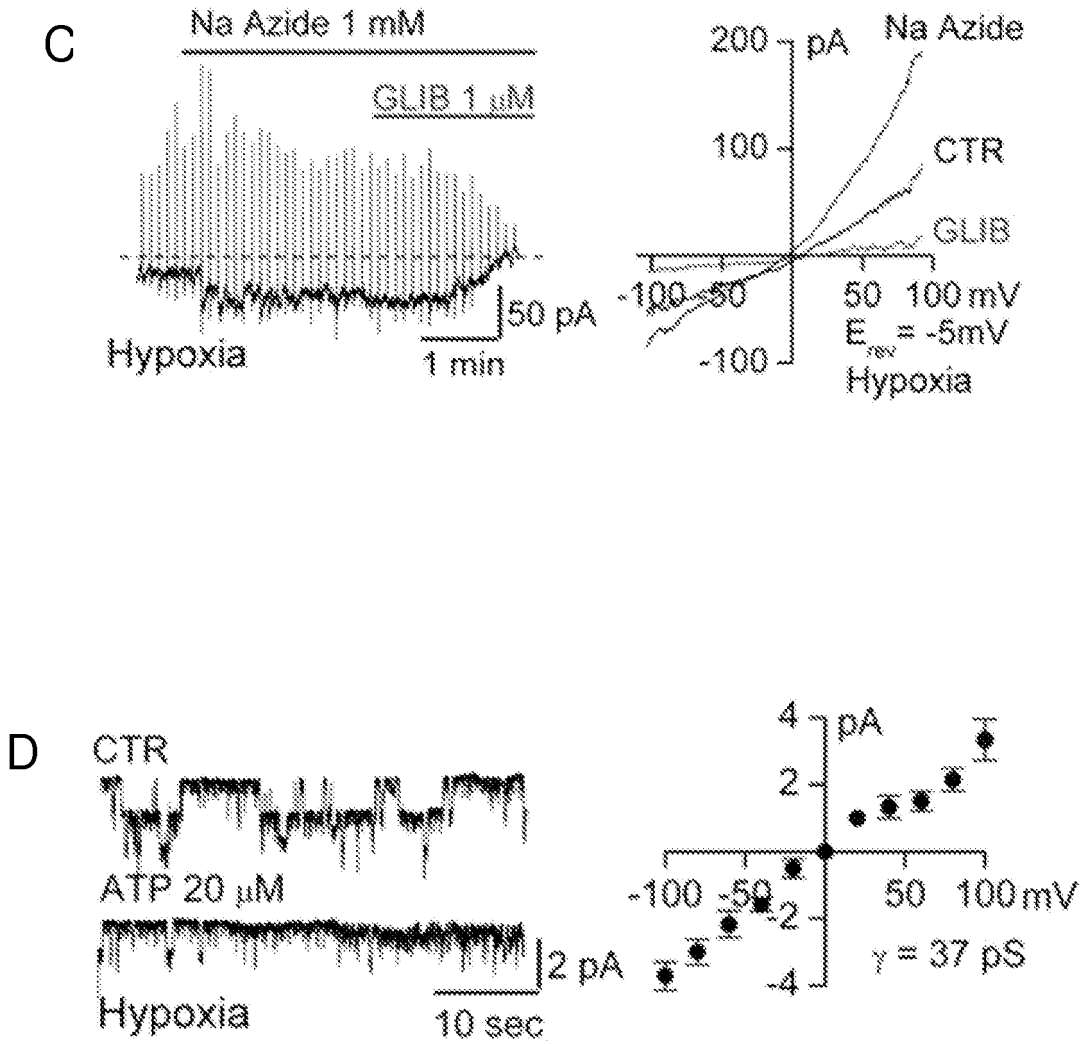 C
Na Azide 1 mM
GLIB 1 µM
50 pA
1 min
Hypoxia
200 pA
Na Azide
100
CTR
GLIB
-100 -50 50 100 mV
-100
Erev = -5mV
Hypoxia
D
CTR
ATP 20 µM
2 pA
10 sec
Hypoxia
4 pA
2
-100 -50 50 100 mV
-2
-4
γ = 37 pS